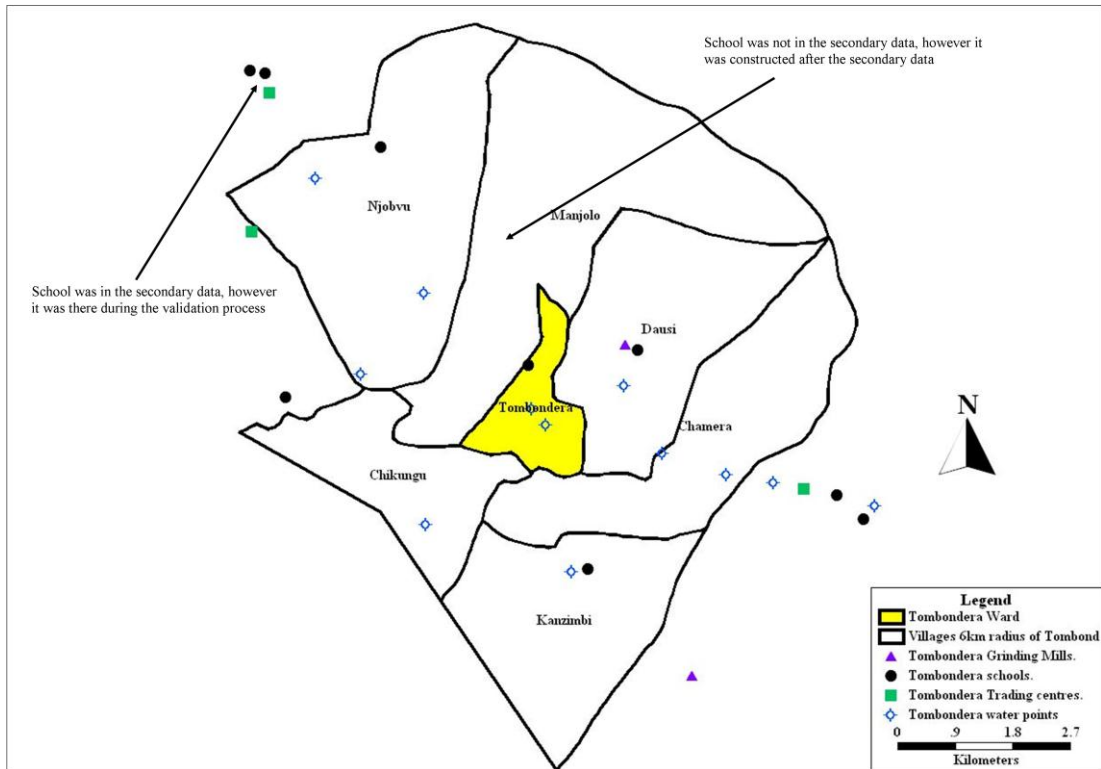 School was not in the secondary data, however it
was constructed after the secondary data
Njobvu
Manjolo
School was in the secondary data, however
it was there during the validation process
Dausi
Tombondera
Chamera
Chikungu
Kanzimbi
N
Legend
Tombondera Ward
Villages 6km radius of Tombond
Tombondera Grinding Mills.
Tombondera schools.
Tombondera Trading centres.
Tombondera water points
0 .9 1.8 2.7
Kilometers